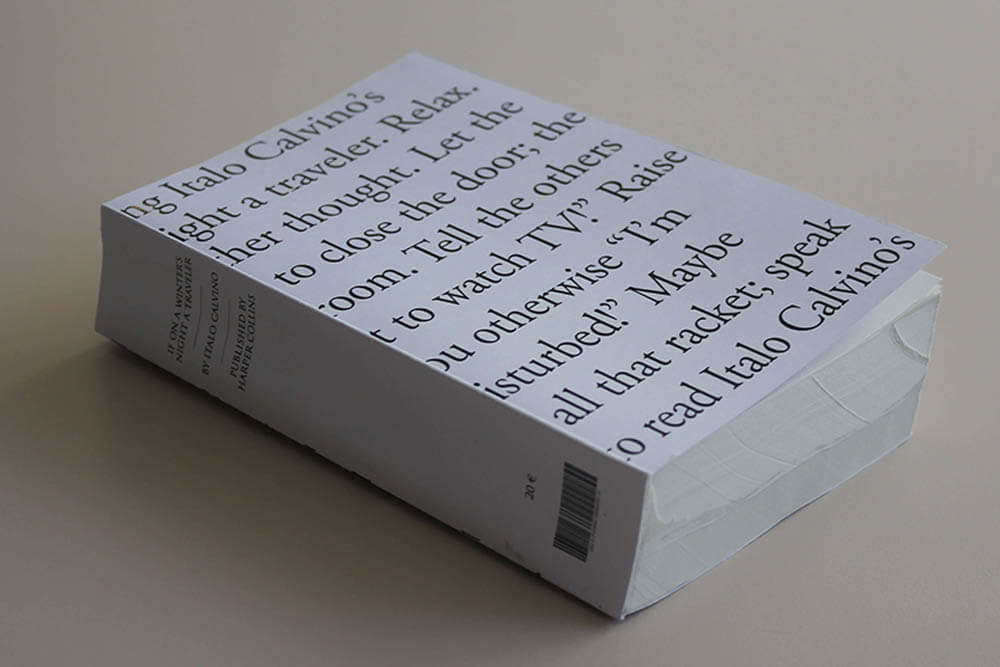 ng Italo Calvino's
ight a traveler. Relax.
her thought. Let the
to close the door; the
room. Tell the others
t to watch TV!" Raise
ou otherwise "I'm
isturbed!" Maybe
all that racket; speak
to read Italo Calvino's
IF ON A WINTER'S
NIGHT A TRAVELER
BY ITALO CALVINO
PUBLISHED BY
HARPER COLLINS
20 €